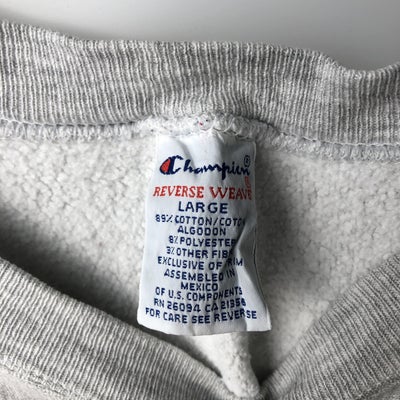 Champion
REVERSE WEAVE
LARGE
89% COTTON/COTON
ALGODON
8% POLYESTER
3% OTHER FIBER
EXCLUSIVE OF TRIM
ASSEMBLED IN
MEXICO
OF U.S. COMPONENTS
RN 26094 CA 21356
FOR CARE SEE REVERSE